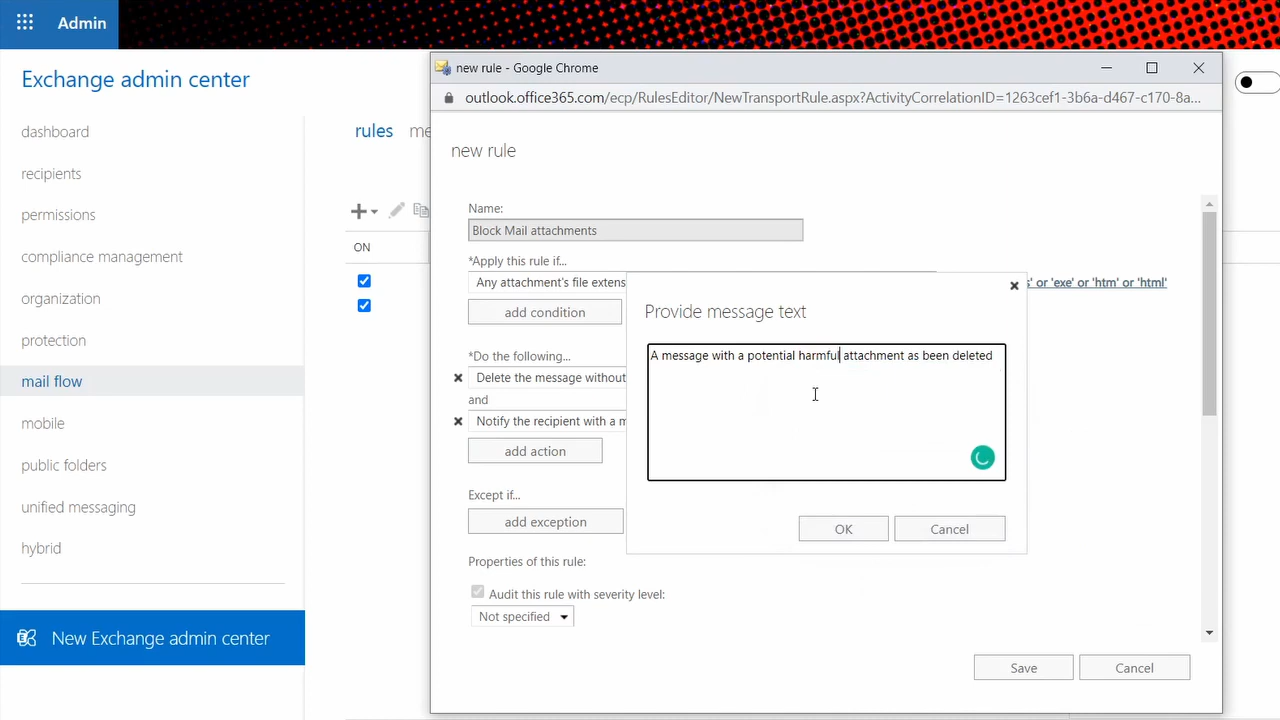 Admin
Exchange admin center
dashboard
recipients
permissions
compliance management
organization
protection
mail flow
mobile
public folders
unified messaging
hybrid
New Exchange admin center
rules me
ON
new rule - Google Chrome
outlook.office365.com/ecp/RulesEditor/NewTransportRule.aspx?ActivityCorrelationID=1263cef1-3b6a-d467-c170-8a...
new rule
Name:
Block Mail attachments
*Apply this rule if...
Any attachment's file extens
s' or 'exe' or 'htm' or 'html'
add condition
*Do the following...
Delete the message without
and
Notify the recipient with a m
add action
Except if...
add exception
Properties of this rule:
Audit this rule with severity level:
Not specified
Save
Cancel
Provide message text
A message with a potential harmful attachment as been deleted
OK
Cancel